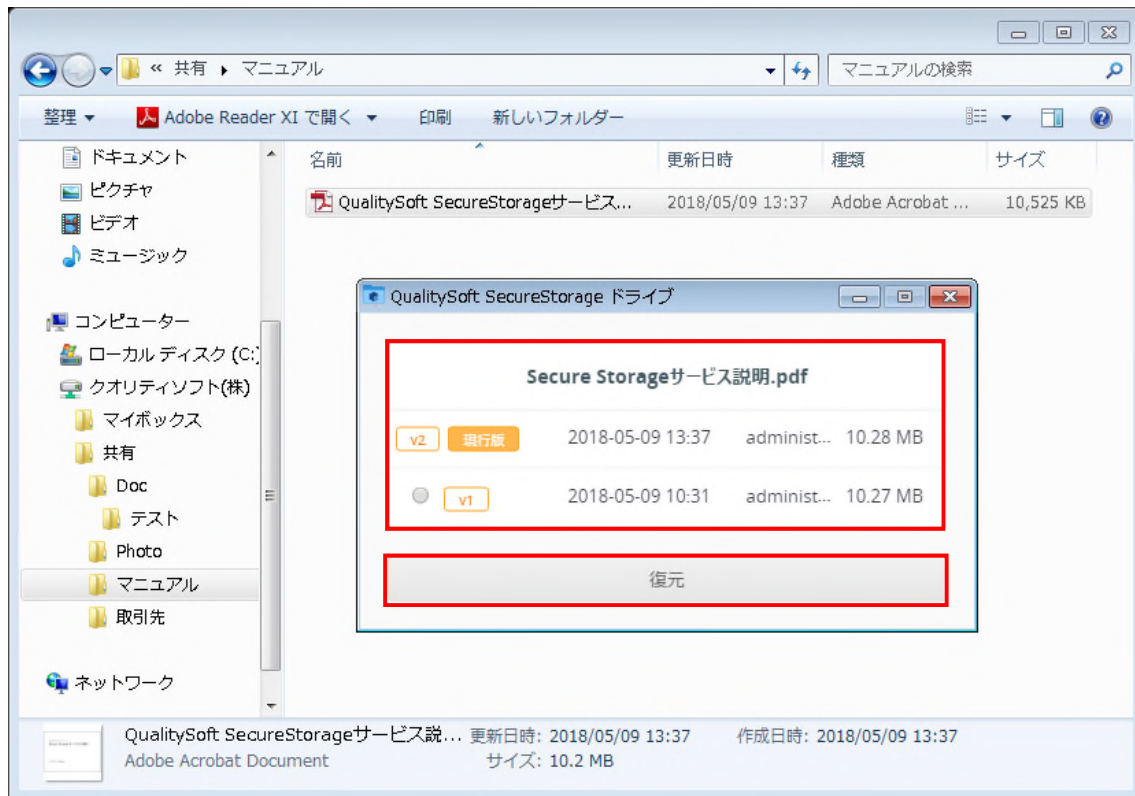 « 共有 ▸ マニュアル
マニュアルの検索
整理 ▼ Adobe Reader XI で開く ▼ 印刷 新しいフォルダー
名前 更新日時 種類 サイズ
QualitySoft SecureStorageサービス... 2018/05/09 13:37 Adobe Acrobat ... 10,525 KB
ドキュメント
ピクチャ
ビデオ
ミュージック
コンピューター
ローカル ディスク (C:)
クオリティソフト(株)
マイボックス
共有
Doc
テスト
Photo
マニュアル
取引先
ネットワーク
QualitySoft SecureStorage ドライブ
Secure Storageサービス説明.pdf
v2 現行版 2018-05-09 13:37 administ... 10.28 MB
v1 2018-05-09 10:31 administ... 10.27 MB
復元
QualitySoft SecureStorageサービス説... 更新日時: 2018/05/09 13:37 作成日時: 2018/05/09 13:37
Adobe Acrobat Document サイズ: 10.2 MB